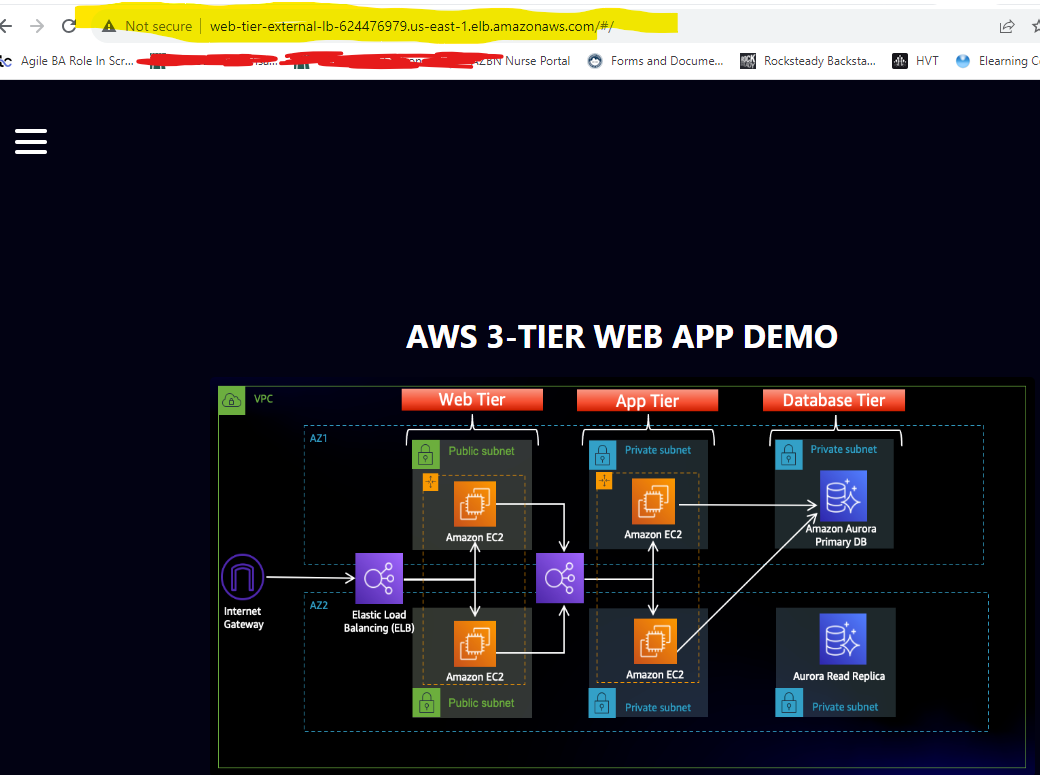 Not secure | web-tier-external-lb-624476979.us-east-1.elb.amazonaws.com/#/
Agile BA Role In Scr... Nurse Portal Forms and Docume... Rocksteady Backsta... HVT Elearning C
AWS 3-TIER WEB APP DEMO
VPC
Web Tier
App Tier
Database Tier
AZ1
Public subnet
Private subnet
Private subnet
Amazon EC2
Amazon EC2
Amazon Aurora
Primary DB
Internet
Gateway
Elastic Load
Balancing (ELB)
AZ2
Amazon EC2
Amazon EC2
Aurora Read Replica
Public subnet
Private subnet
Private subnet